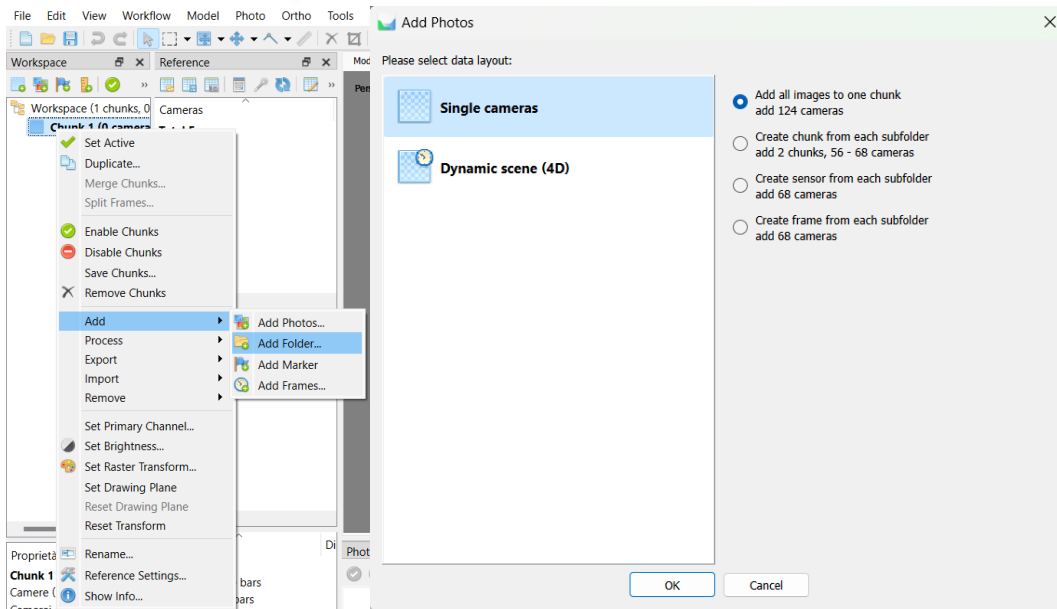 File Edit View Workflow Model Photo Ortho Tools
Workspace
Reference
Mod
Workspace (1 chunks, 0
Chunk 1 (0 camera
Cameras
Set Active
Duplicate...
Merge Chunks...
Split Frames...
Enable Chunks
Disable Chunks
Save Chunks...
Remove Chunks
Add
Process
Export
Import
Remove
Set Primary Channel...
Set Brightness...
Set Raster Transform...
Set Drawing Plane
Reset Drawing Plane
Reset Transform
Rename...
Reference Settings...
Show Info...
Add Photos...
Add Folder...
Add Marker
Add Frames...
Proprietà
Chunk 1
Camere (
Di
bars
bars
Phot
Add Photos
Please select data layout:
Single cameras
Dynamic scene (4D)
Add all images to one chunk
add 124 cameras
Create chunk from each subfolder
add 2 chunks, 56 - 68 cameras
Create sensor from each subfolder
add 68 cameras
Create frame from each subfolder
add 68 cameras
OK
Cancel